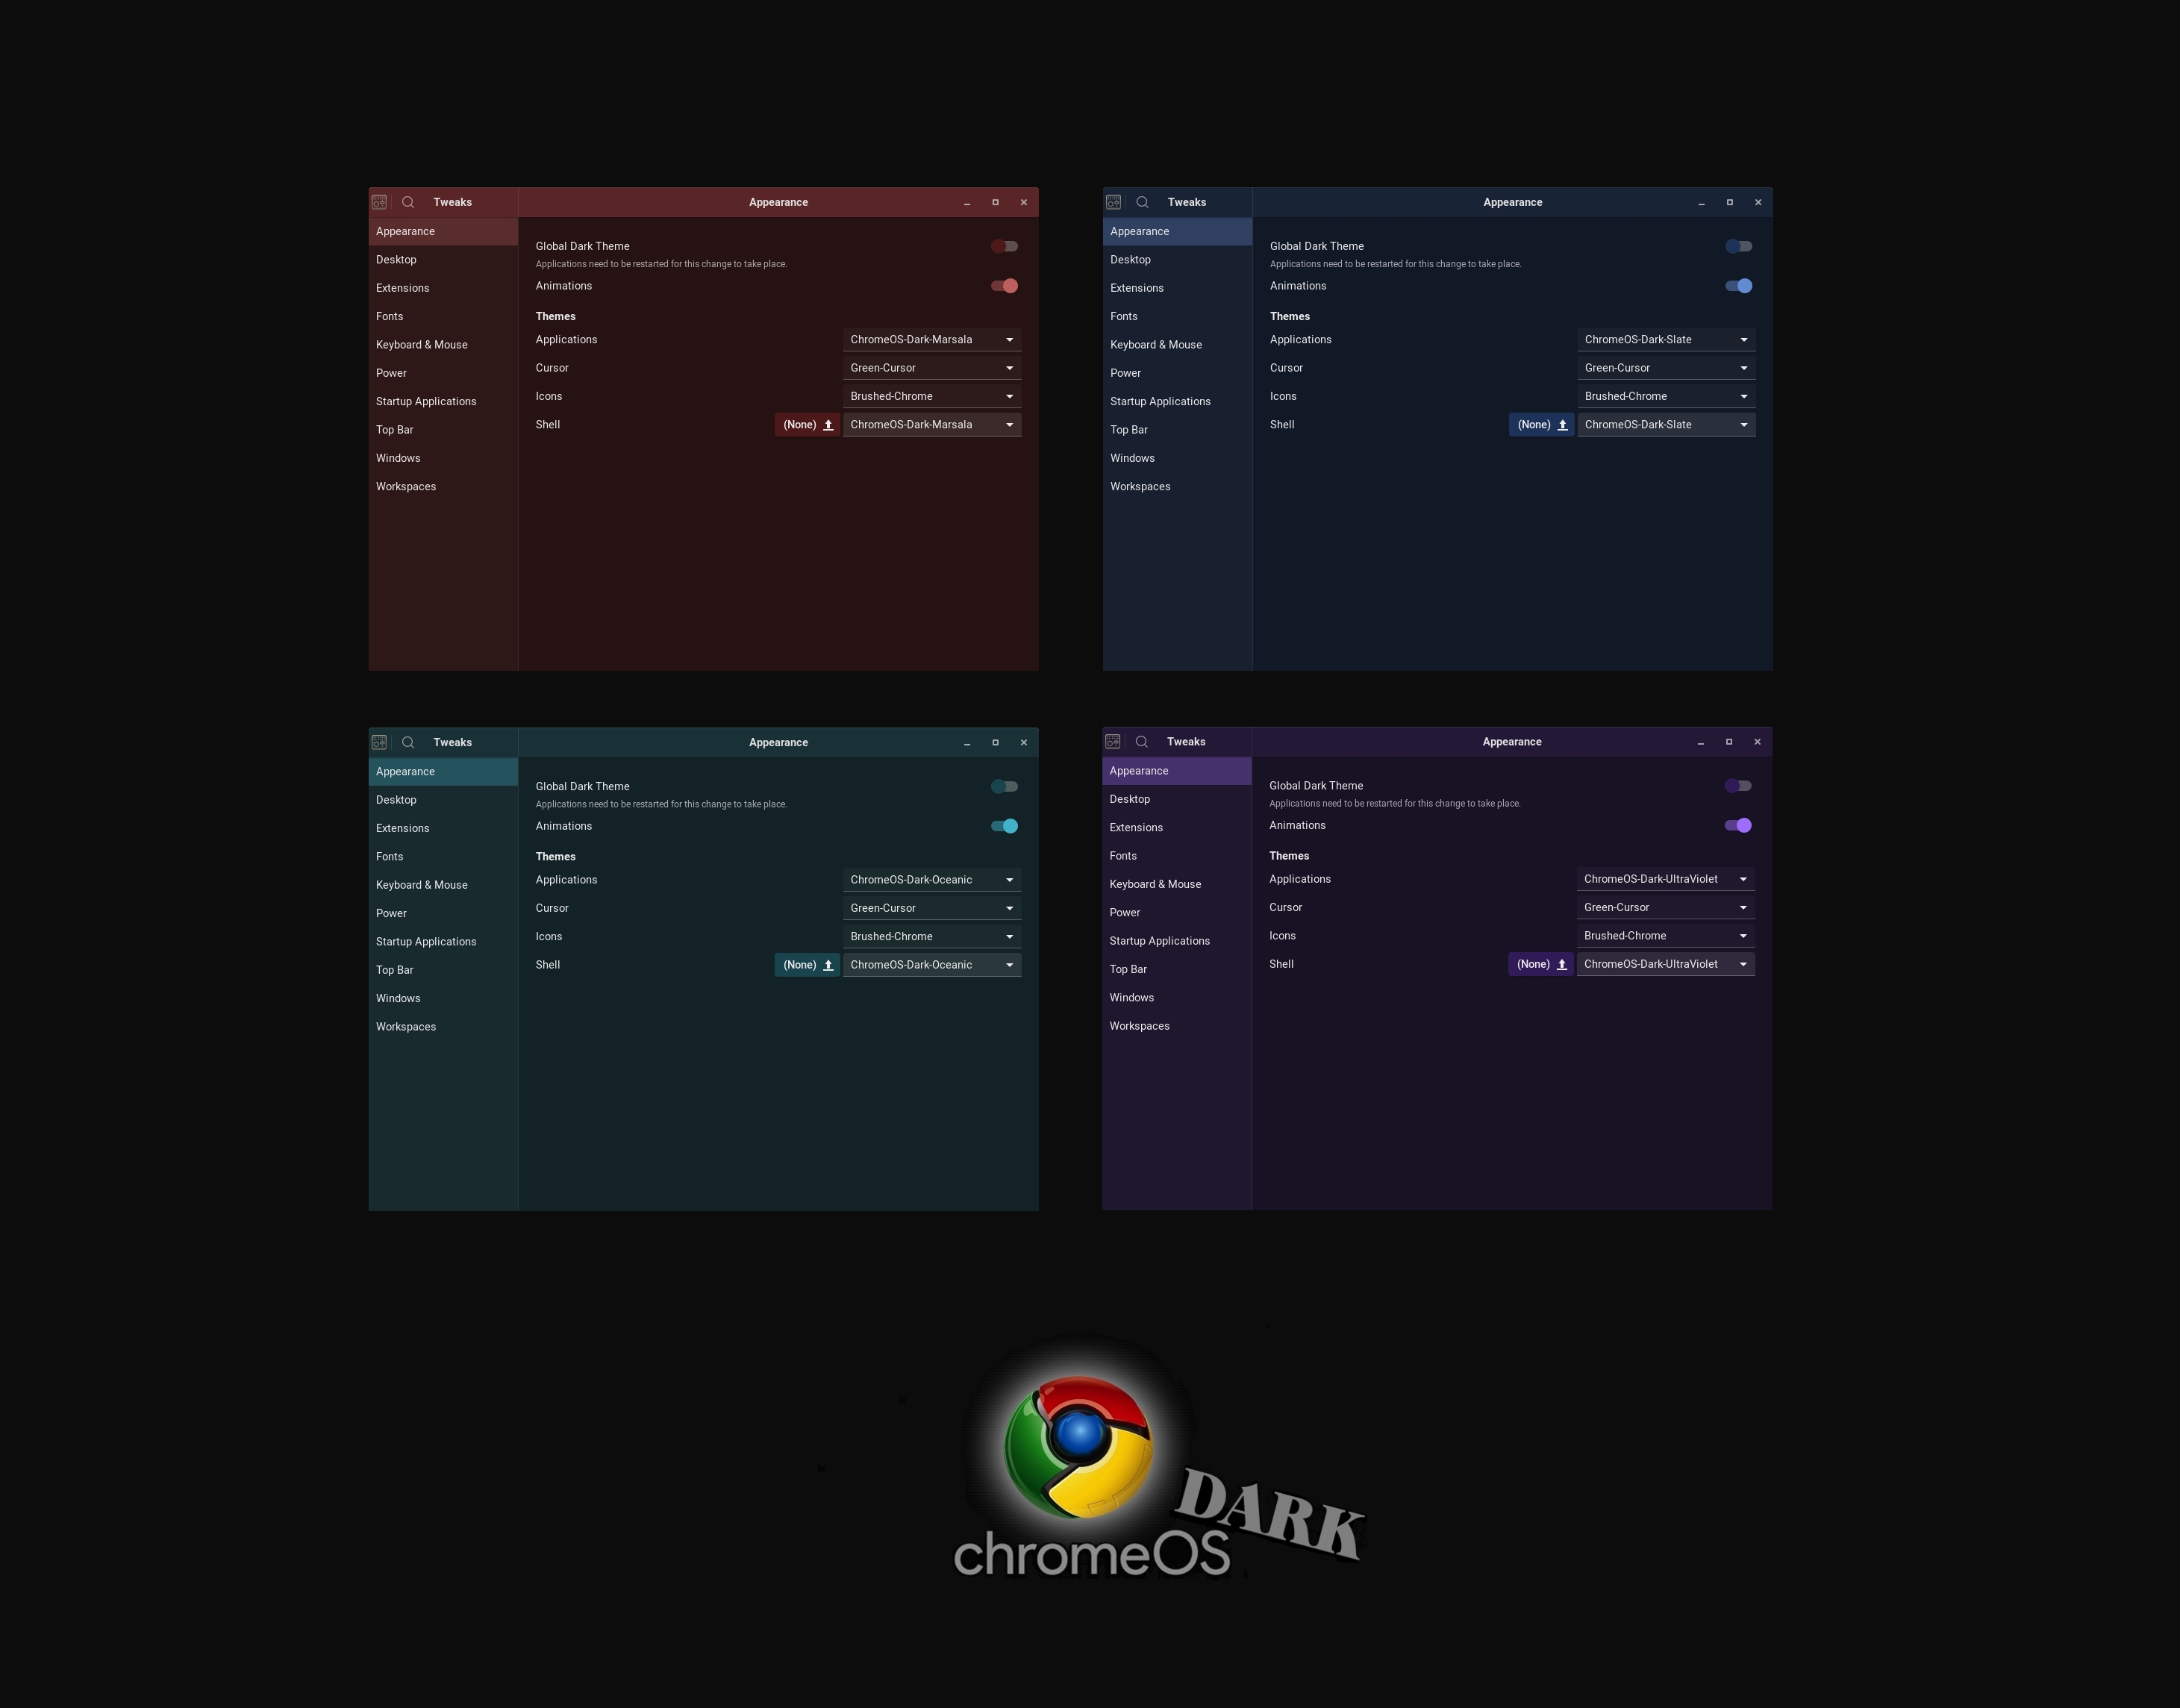 Tweaks
Appearance
Appearance
Desktop
Extensions
Fonts
Keyboard & Mouse
Power
Startup Applications
Top Bar
Windows
Workspaces
Global Dark Theme
Applications need to be restarted for this change to take place.
Animations
Themes
Applications ChromeOS-Dark-Marsala
Cursor Green-Cursor
Icons Brushed-Chrome
Shell (None) ChromeOS-Dark-Marsala
Tweaks
Appearance
Appearance
Desktop
Extensions
Fonts
Keyboard & Mouse
Power
Startup Applications
Top Bar
Windows
Workspaces
Global Dark Theme
Applications need to be restarted for this change to take place.
Animations
Themes
Applications ChromeOS-Dark-Slate
Cursor Green-Cursor
Icons Brushed-Chrome
Shell (None) ChromeOS-Dark-Slate
Tweaks
Appearance
Appearance
Desktop
Extensions
Fonts
Keyboard & Mouse
Power
Startup Applications
Top Bar
Windows
Workspaces
Global Dark Theme
Applications need to be restarted for this change to take place.
Animations
Themes
Applications ChromeOS-Dark-Oceanic
Cursor Green-Cursor
Icons Brushed-Chrome
Shell (None) ChromeOS-Dark-Oceanic
Tweaks
Appearance
Appearance
Desktop
Extensions
Fonts
Keyboard & Mouse
Power
Startup Applications
Top Bar
Windows
Workspaces
Global Dark Theme
Applications need to be restarted for this change to take place.
Animations
Themes
Applications ChromeOS-Dark-UltraViolet
Cursor Green-Cursor
Icons Brushed-Chrome
Shell (None) ChromeOS-Dark-UltraViolet
DARK
chromeOS